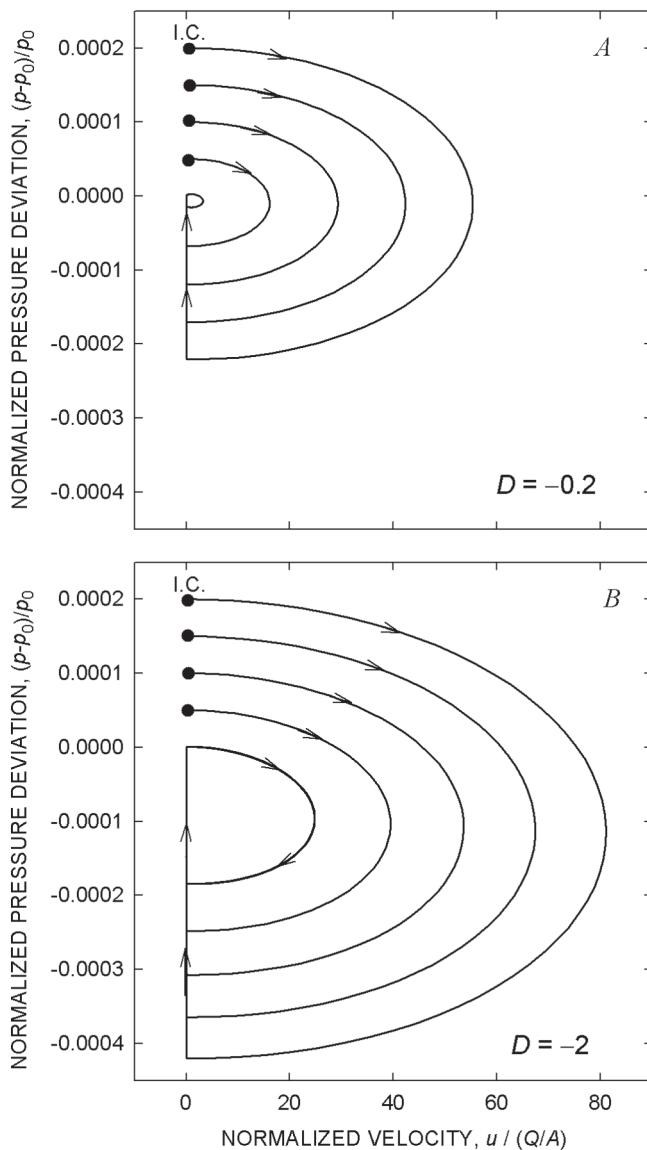 I.C.
A
NORMALIZED PRESSURE DEVIATION, (p-p0)/p0
0.0002
0.0001
0.0000
-0.0001
-0.0002
-0.0003
-0.0004
D = −0.2
I.C.
B
NORMALIZED PRESSURE DEVIATION, (p-p0)/p0
0.0002
0.0001
0.0000
-0.0001
-0.0002
-0.0003
-0.0004
D = −2
0 20 40 60 80
NORMALIZED VELOCITY, u / (Q/A)